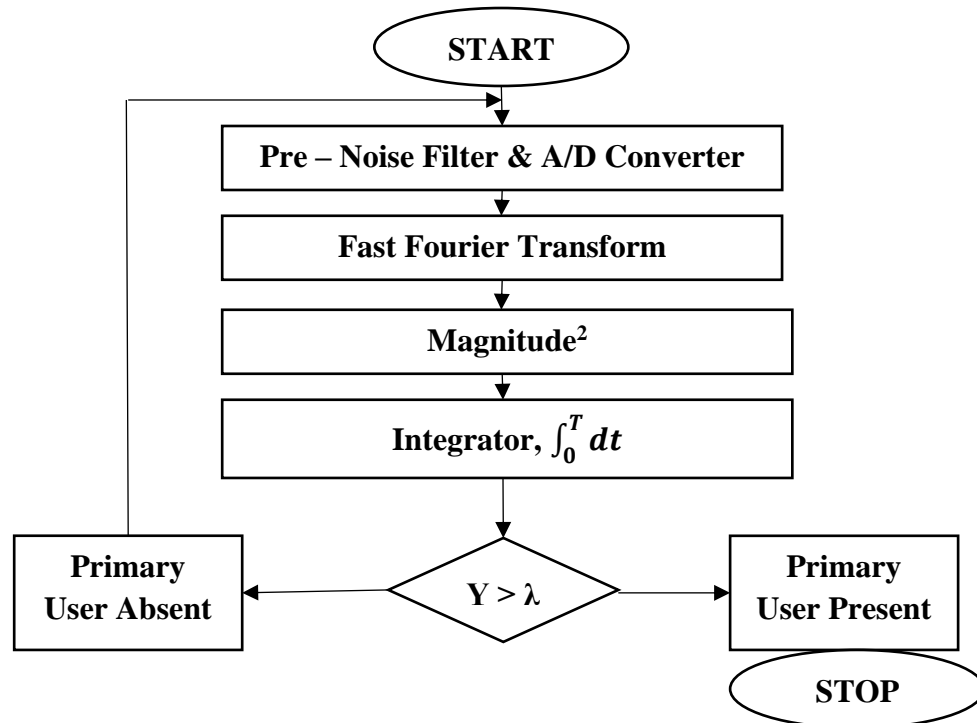 START
Pre – Noise Filter & A/D Converter
Fast Fourier Transform
Magnitude²
Integrator, ∫₀ᵀ dt
Primary
User Absent
Y > λ
Primary
User Present
STOP